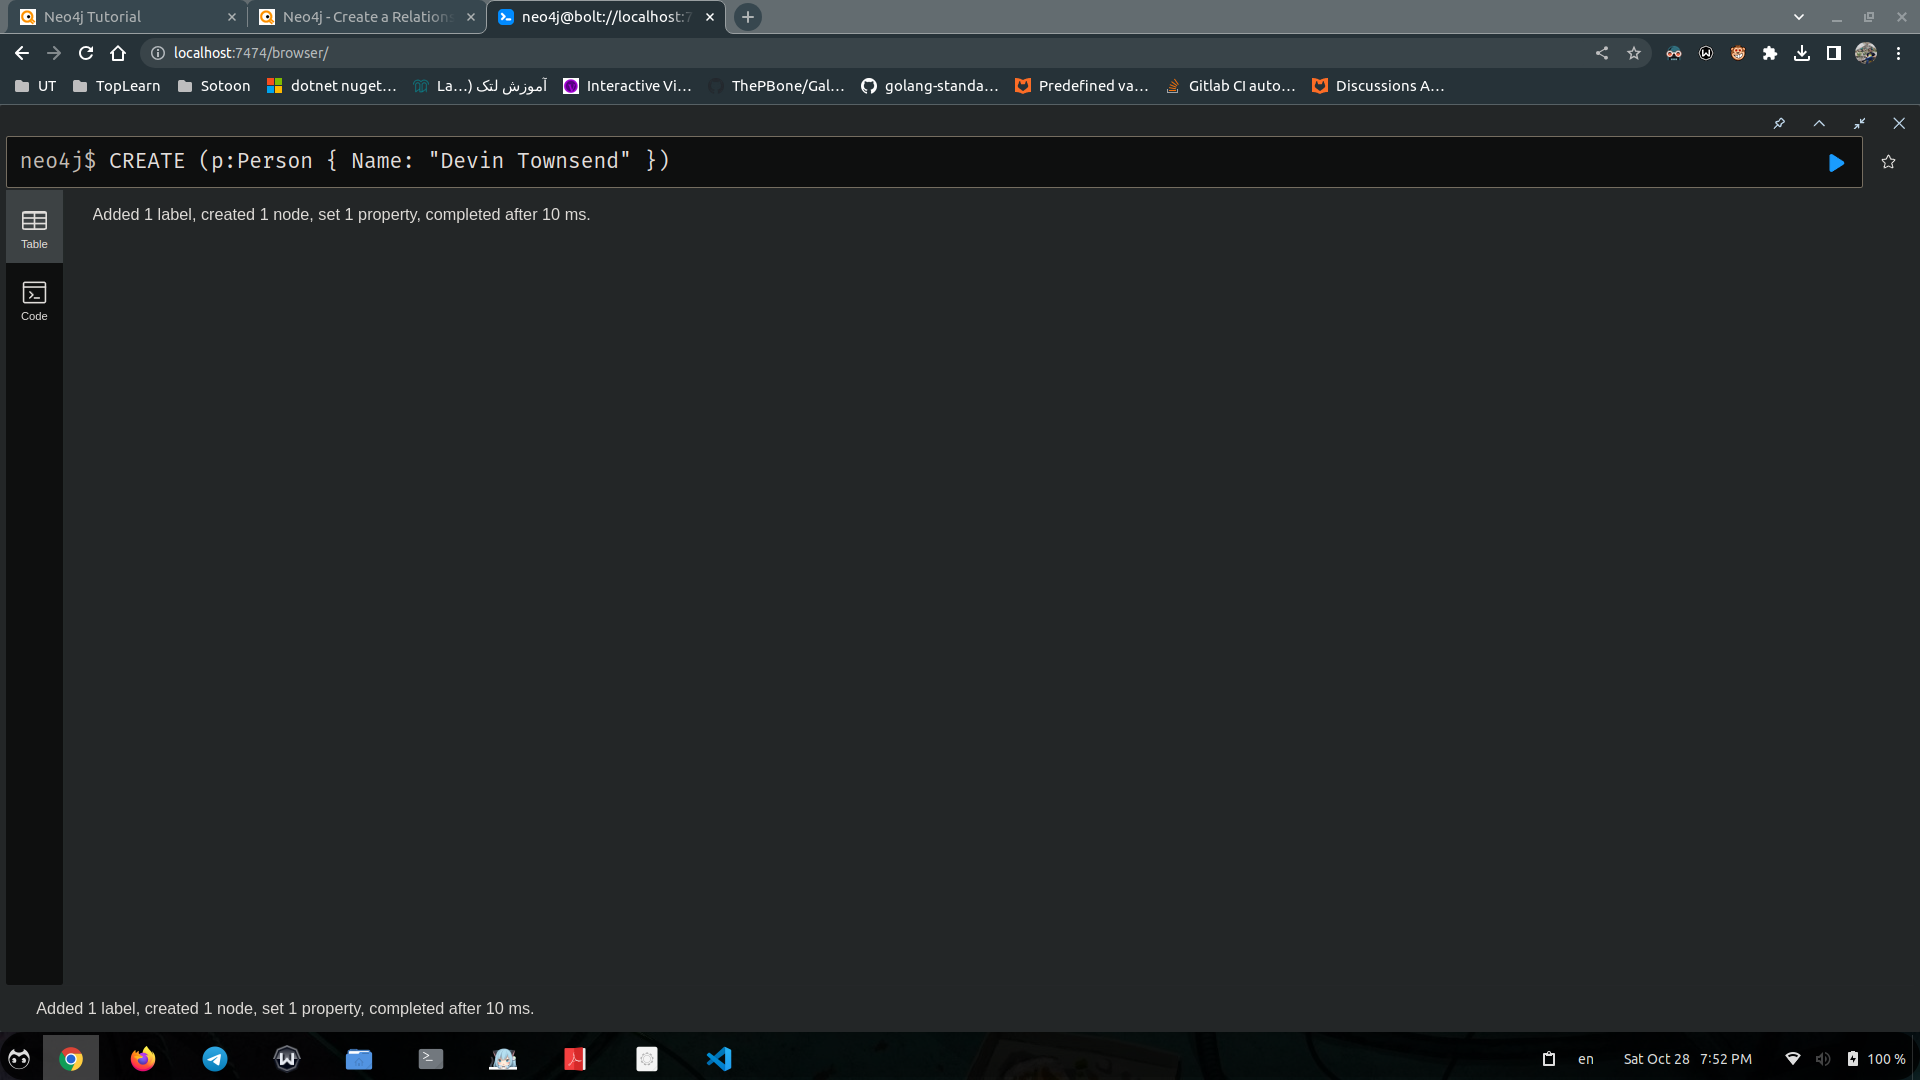 Neo4j Tutorial
Neo4j - Create a Relations
neo4j@bolt://localhost:7
localhost:7474/browser/
UT
TopLearn
Sotoon
dotnet nuget...
آموزش لتک (...La
Interactive Vi...
ThePBone/Gal...
golang-standa...
Predefined va...
Gitlab CI auto...
Discussions A...
neo4j$ CREATE (p:Person { Name: "Devin Townsend" })
Table
Added 1 label, created 1 node, set 1 property, completed after 10 ms.
Code
Added 1 label, created 1 node, set 1 property, completed after 10 ms.
en
Sat Oct 28 7:52 PM
100 %